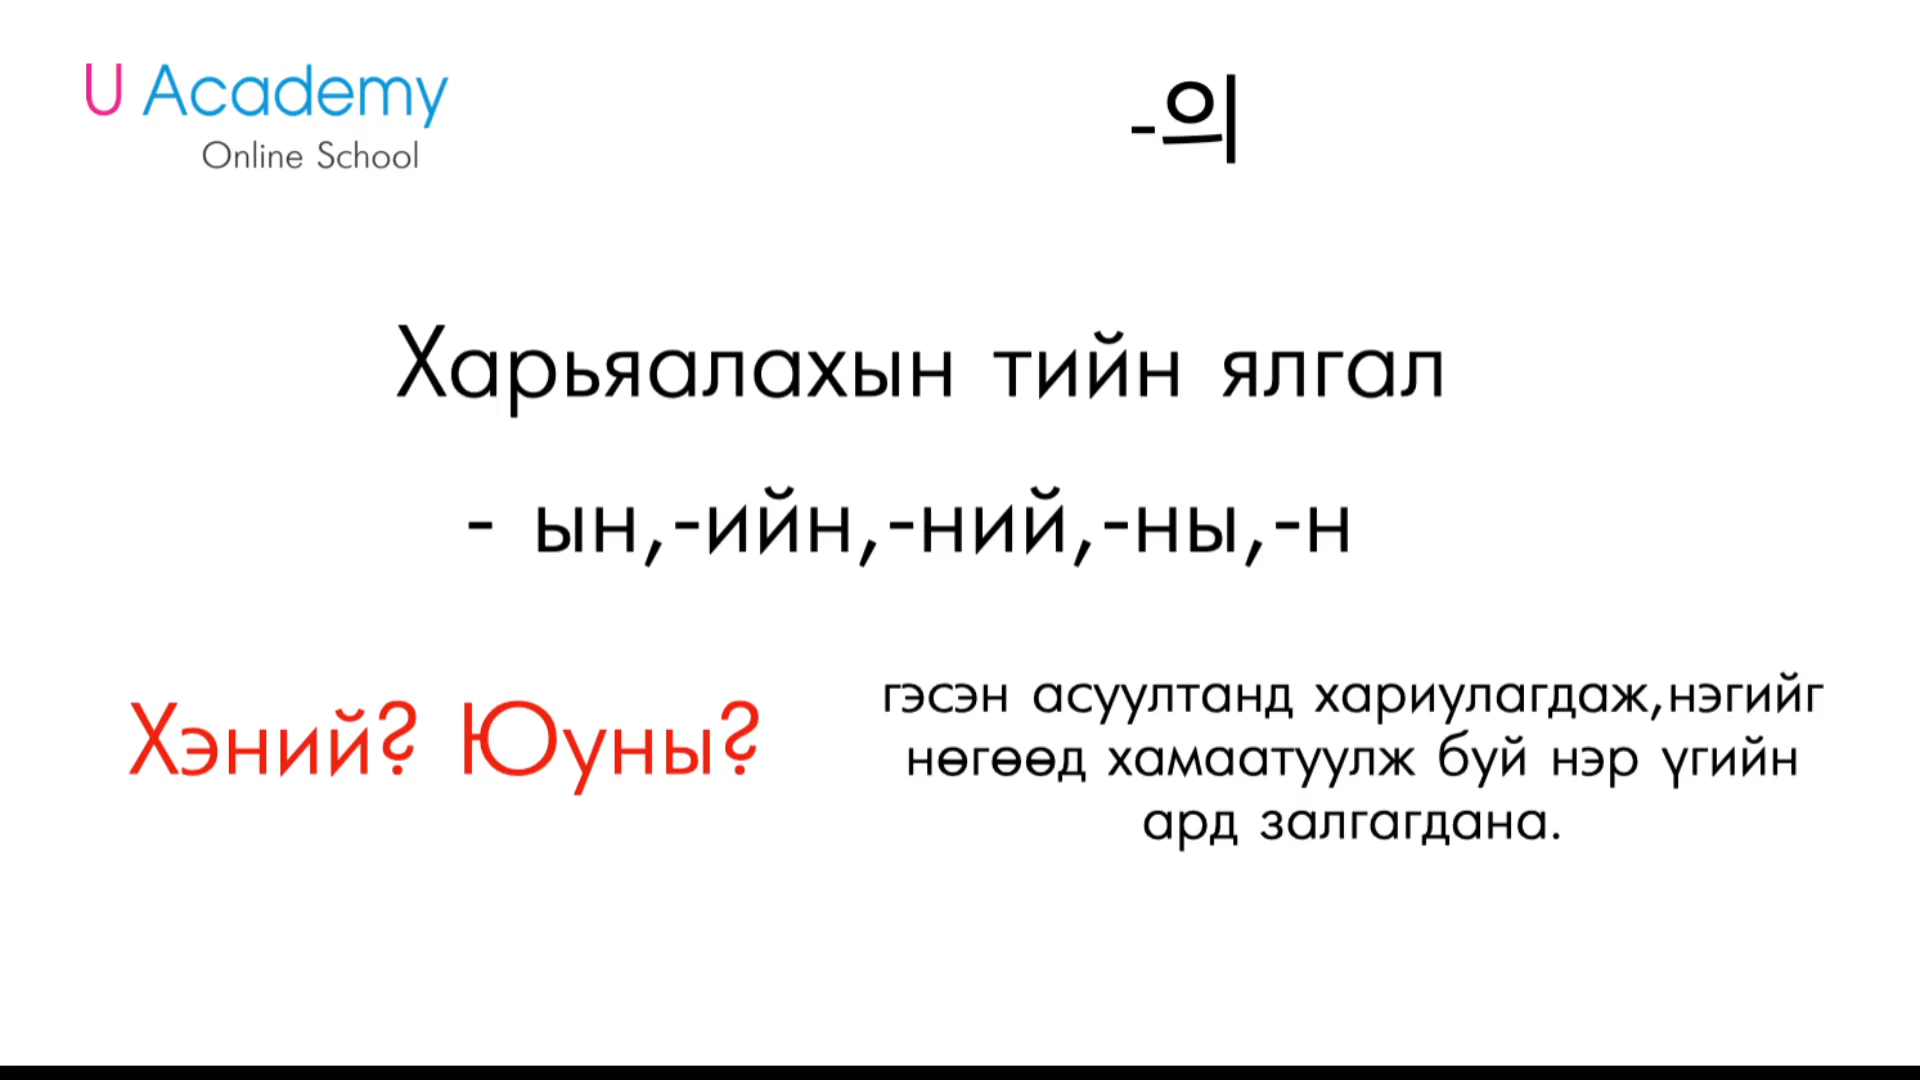 U Academy
Online School
-의
Харьяалахын тийн ялгал
- ын,-ийн,-ний,-ны,-н
Хэний? Юуны?
гэсэн асуултанд хариулагдаж,нэгийг
нөгөөд хамаатуулж буй нэр үгийн
ард залгагдана.